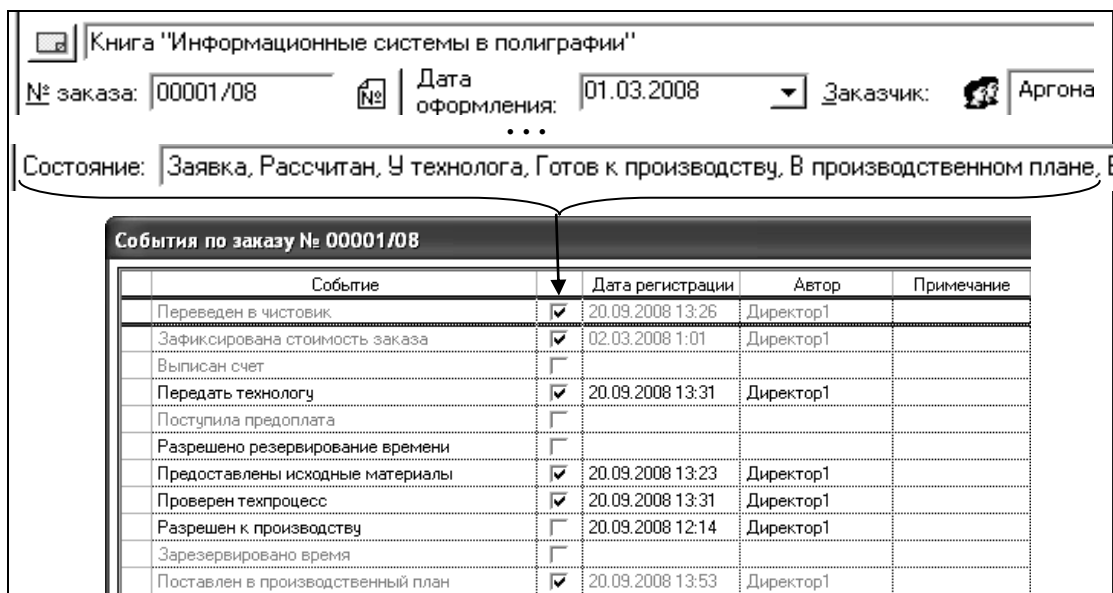 Книга "Информационные системы в полиграфии"
№ заказа: 00001/08 № Дата оформления: 01.03.2008 Заказчик: Аргона
• • •
Состояние: Заявка, Рассчитан, У технолога, Готов к производству, В производственном плане,
События по заказу № 00001/08
Событие Дата регистрации Автор Примечание
Переведен в чистовик 20.09.2008 13:26 Директор1
Зафиксирована стоимость заказа 02.03.2008 1:01 Директор1
Выписан счет
Передать технологу 20.09.2008 13:31 Директор1
Поступила предоплата
Разрешено резервирование времени
Предоставлены исходные материалы 20.09.2008 13:23 Директор1
Проверен техпроцесс 20.09.2008 13:31 Директор1
Разрешен к производству 20.09.2008 12:14 Директор1
Зарезервировано время
Поставлен в производственный план 20.09.2008 13:53 Директор1